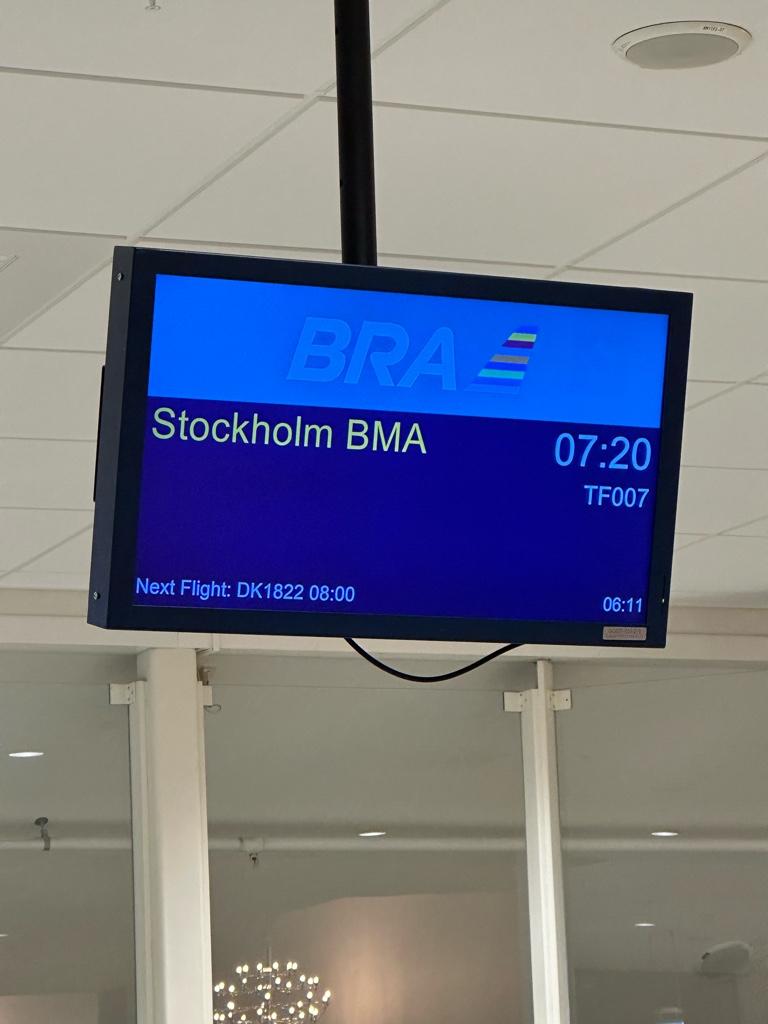 BRA
Stockholm BMA
07:20
TF007
Next Flight: DK1822 08:00
06:11